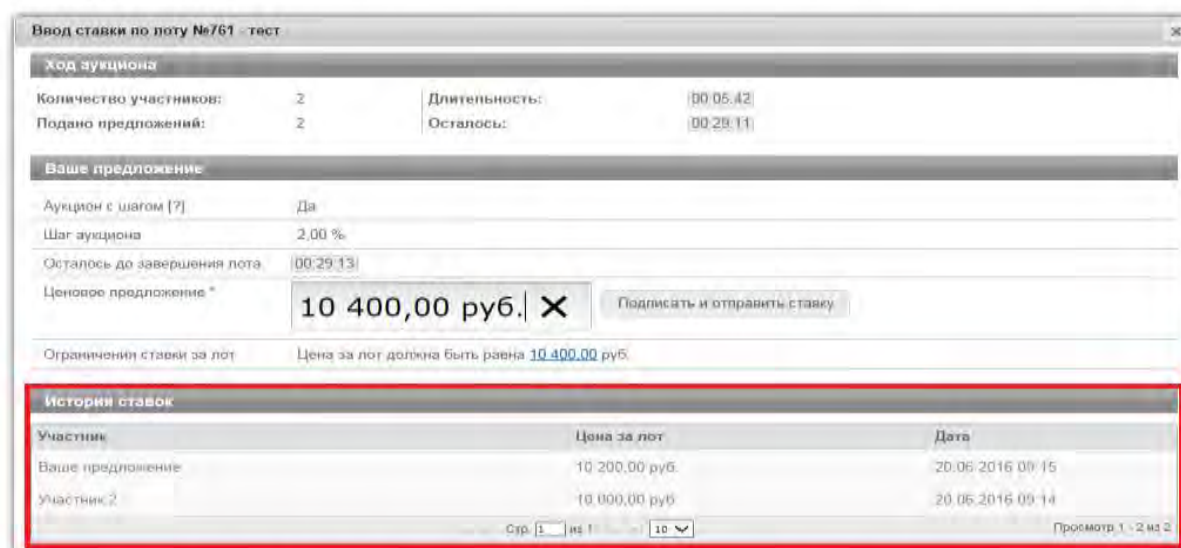 Ввод ставки по лоту №761 - тест
Ход аукциона
Количество участников: 2 Длительность: 00:05:42
Подано предложений: 2 Осталось: 00:29:11
Ваше предложение
Аукцион с шагом [?] Да
Шаг аукциона 2,00 %
Осталось до завершения лота 00:29:13
Ценовое предложение * 10 400,00 руб. Подписать и отправить ставку
Ограничения ставки за лот Цена за лот должна быть равна 10 400,00 руб.
История ставок
Участник Цена за лот Дата
Ваше предложение 10 200,00 руб. 20.06.2016 09:15
Участник 2 10 000,00 руб. 20.06.2016 09:14
Стр. 1 из 1 10 Просмотр 1 - 2 из 2